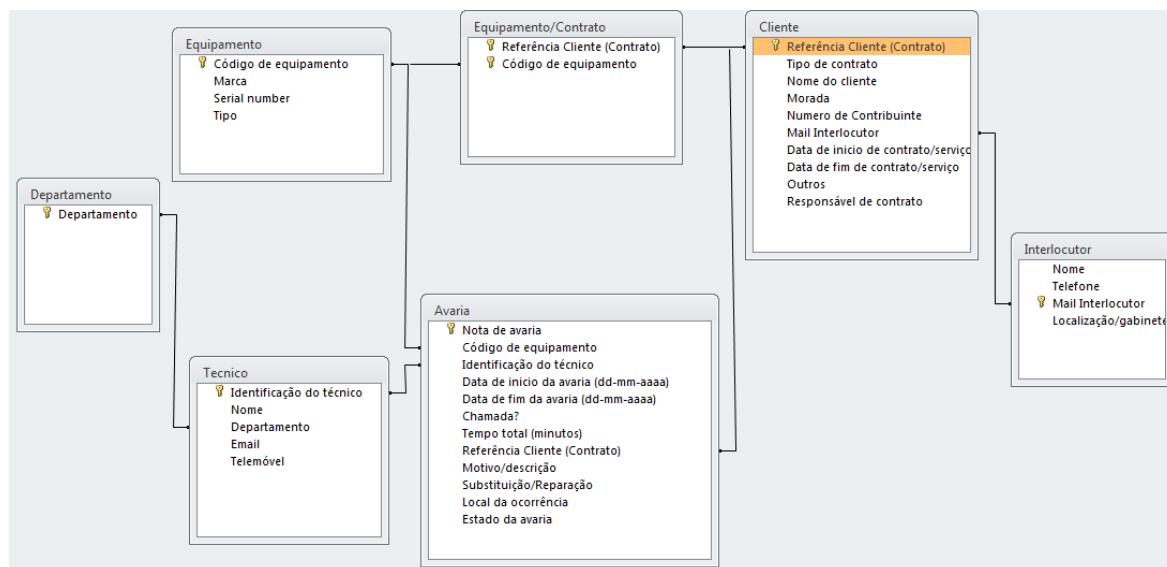 Equipamento
Código de equipamento
Marca
Serial number
Tipo
Equipamento/Contrato
Referência Cliente (Contrato)
Código de equipamento
Cliente
Referência Cliente (Contrato)
Tipo de contrato
Nome do cliente
Morada
Numero de Contribuinte
Mail Interlocutor
Data de inicio de contrato/serviço
Data de fim de contrato/serviço
Outros
Responsável de contrato
Departamento
Departamento
Interlocutor
Nome
Telefone
Mail Interlocutor
Localização/gabinete
Tecnico
Identificação do técnico
Nome
Departamento
Email
Telemóvel
Avaria
Nota de avaria
Código de equipamento
Identificação do técnico
Data de inicio da avaria (dd-mm-aaaa)
Data de fim da avaria (dd-mm-aaaa)
Chamada?
Tempo total (minutos)
Referência Cliente (Contrato)
Motivo/descrição
Substituição/Reparação
Local da ocorrência
Estado da avaria